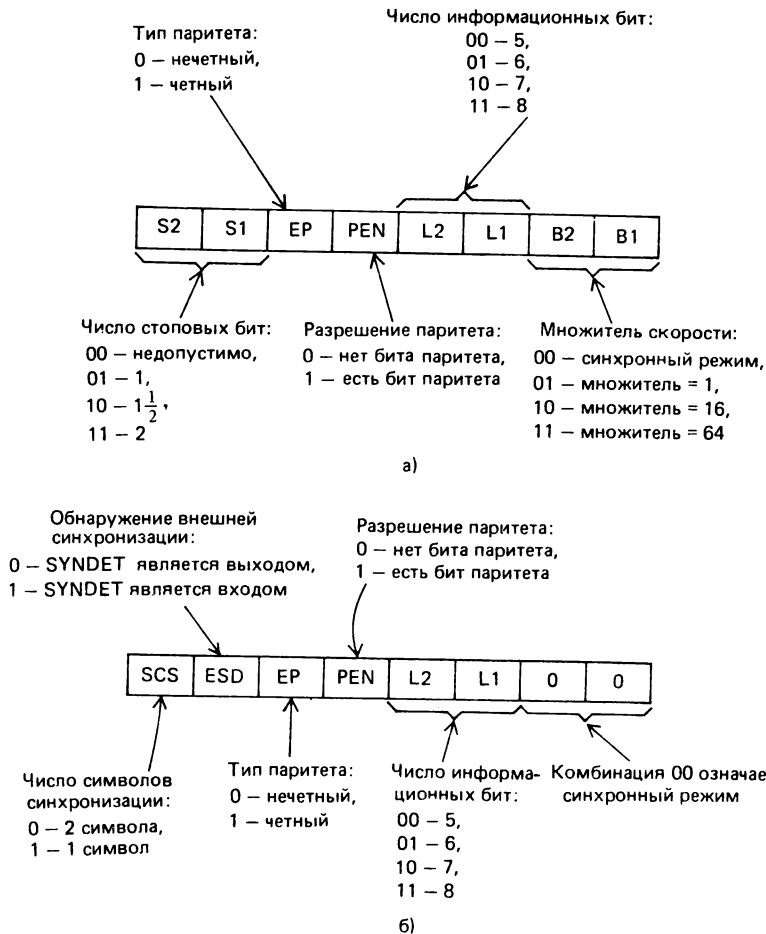 Тип паритета:
0 — нечетный,
1 — четный
Число информационных бит:
00 — 5,
01 — 6,
10 — 7,
11 — 8
S2 S1 EP PEN L2 L1 B2 B1
Число стоповых бит:
00 — недопустимо,
01 — 1,
10 — 1 1/2,
11 — 2
Разрешение паритета:
0 — нет бита паритета,
1 — есть бит паритета
Множитель скорости:
00 — синхронный режим,
01 — множитель = 1,
10 — множитель = 16,
11 — множитель = 64
а)
Обнаружение внешней
синхронизации:
0 — SYNDET является выходом,
1 — SYNDET является входом
Разрешение паритета:
0 — нет бита паритета,
1 — есть бит паритета
SCS ESD EP PEN L2 L1 0 0
Число символов
синхронизации:
0 — 2 символа,
1 — 1 символ
Тип паритета:
0 — нечетный,
1 — четный
Число информа-
ционных бит:
00 — 5,
01 — 6,
10 — 7,
11 — 8
Комбинация 00 означае
синхронный режим
б)